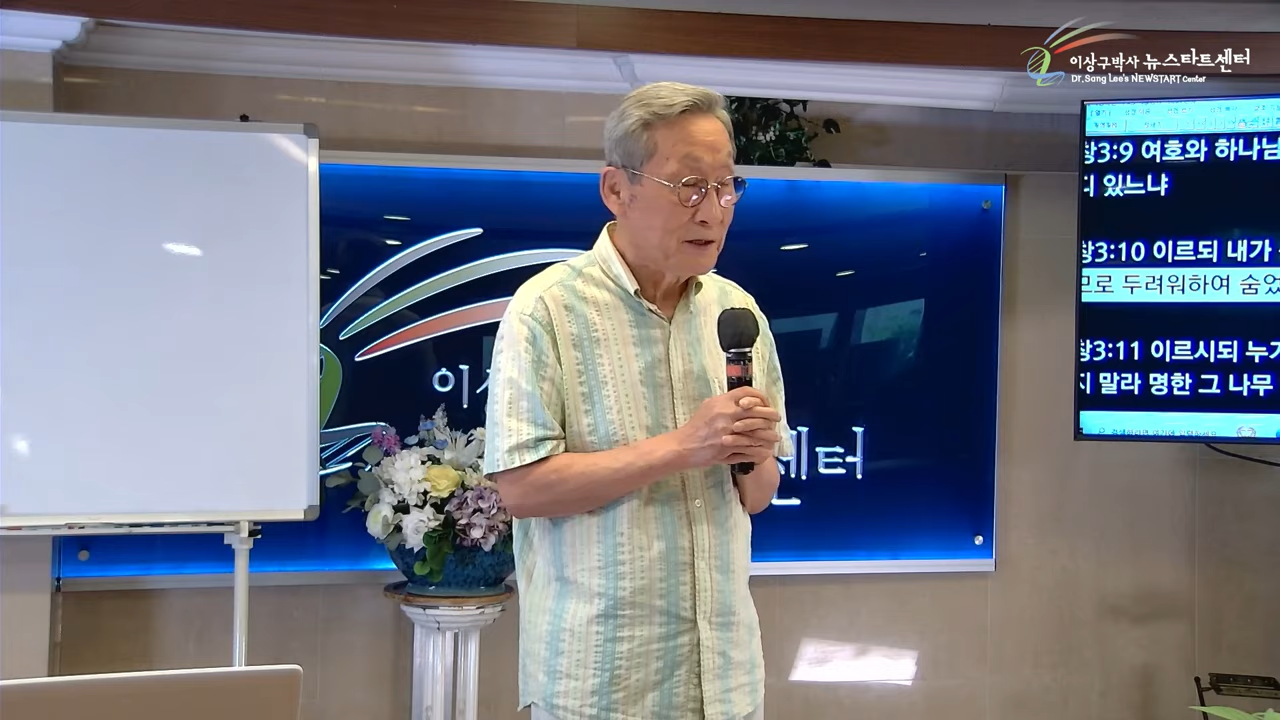 이상구박사 뉴스타트센터
Dr. Sang Lee's NEWSTART Center
창3:9 여호와 하나님
디 있느냐
창3:10 이르되 내가
므로 두려워하여 숨었
창3:11 이르시되 누가
지 말라 명한 그 나무
이상
센터